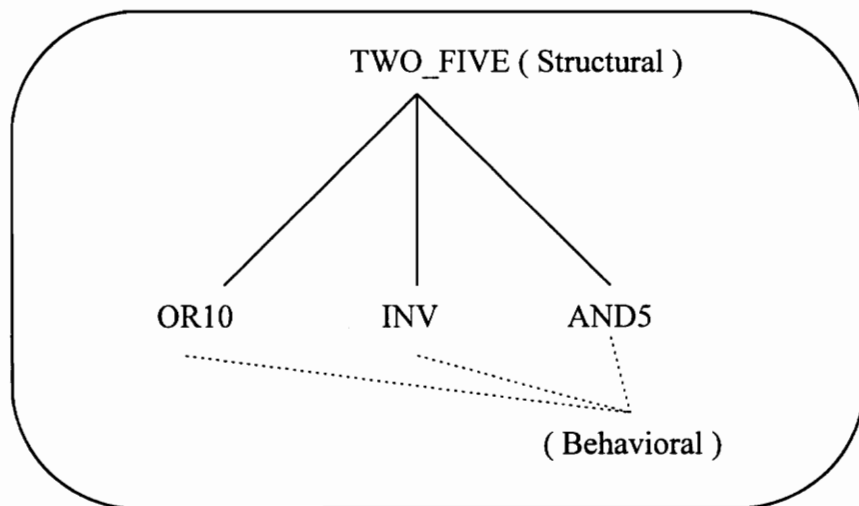 TWO_FIVE ( Structural )
OR10 INV AND5
( Behavioral )